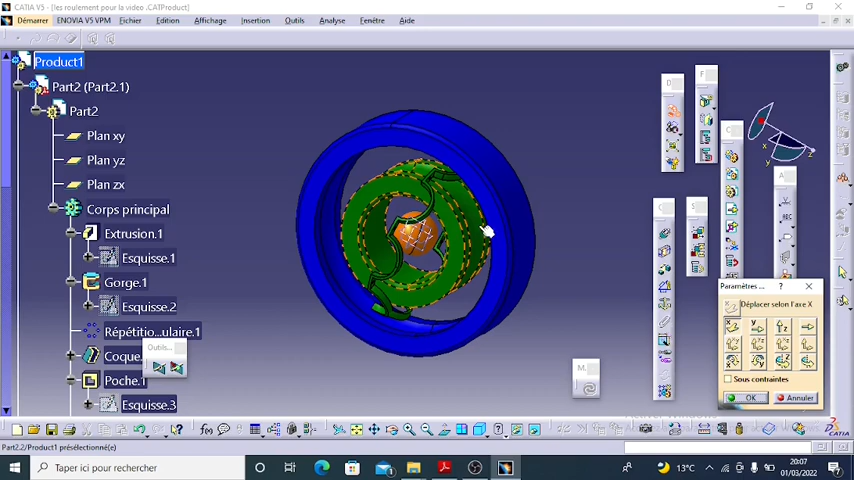 CATIA V5 - [les roulement pour la video .CATProduct]
Démarrer ENOVIA V5 VPM Fichier Edition Affichage Insertion Outils Analyse Fenêtre Aide
Product1
Part2 (Part2.1)
Part2
Plan xy
Plan yz
Plan zx
Corps principal
Extrusion.1
Esquisse.1
Gorge.1
Esquisse.2
Répétitio...ulaire.1
Coque.
Outils...
Poche.1
Esquisse.3
D
F
C
A
C
S
M.
x
y
z
Paramètres ... ?
Déplacer selon l'axe X
Sous contraintes
OK Annuler
Part2.2/Product1 présélectionné(e)
Taper ici pour rechercher
13°C
20:07
01/03/2022